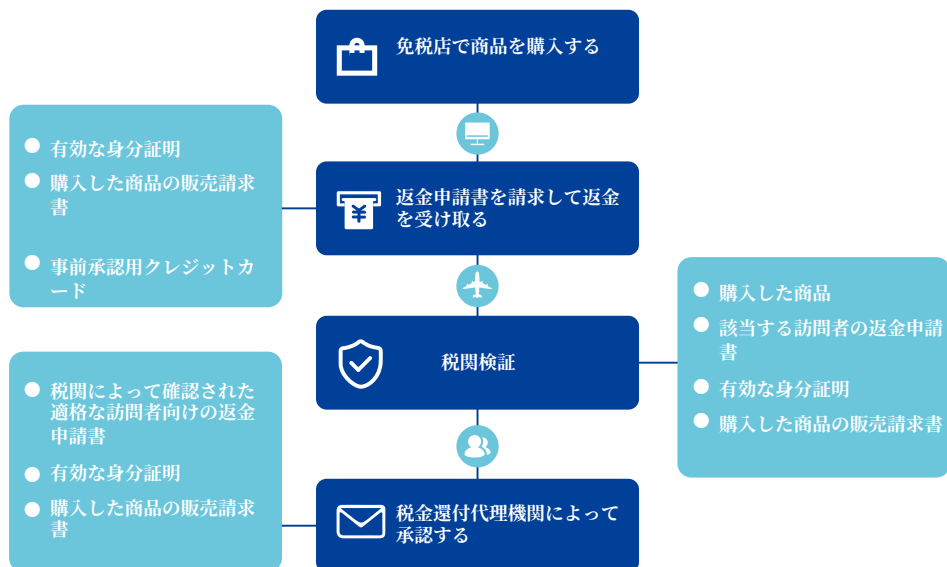 免税店で商品を購入する
有効な身分証明
購入した商品の販売請求
書
事前承認用クレジットカ
ード
返金申請書を請求して返金
を受け取る
税関検証
購入した商品
該当する訪問者の返金申請
書
有効な身分証明
購入した商品の販売請求書
税関によって確認された
適格な訪問者向けの返金
申請書
有効な身分証明
購入した商品の販売請求
書
税金還付代理機関によって
承認する